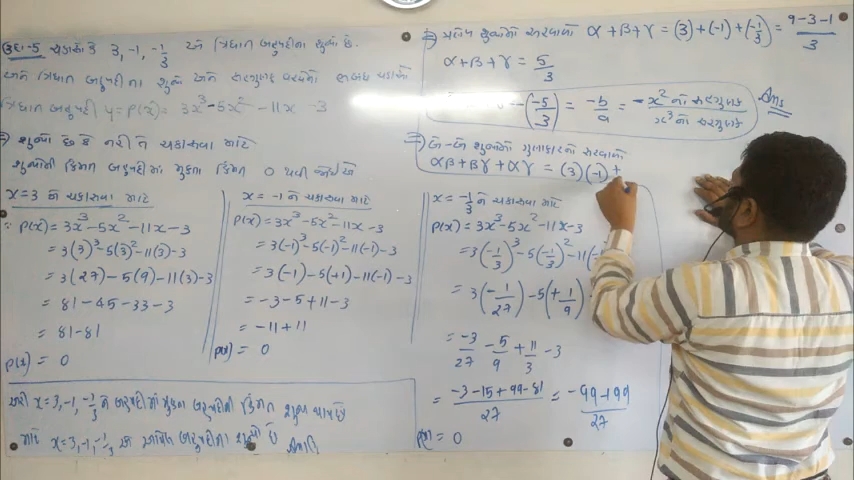 ઉદા-5 ચકાસો કે 3, -1, -1/3 એ ત્રિઘાત બહુપદીના શૂન્યો છે.
અને ત્રિઘાત બહુપદીના શૂન્યો અને સહગુણક વચ્ચેનો સંબંધ ચકાસો
ત્રિઘાત બહુપદી y = P(x) = 3x³ - 5x² - 11x - 3
શૂન્યો છે કે નહીં તે ચકાસવા માટે
શૂન્યોની કિંમત બહુપદીમાં મુકતા કિંમત 0 થવી જોઈએ
x = 3 ને ચકાસવા માટે
∵ P(x) = 3x³ - 5x² - 11x - 3
= 3(3)³ - 5(3)² - 11(3) - 3
= 3(27) - 5(9) - 11(3) - 3
= 81 - 45 - 33 - 3
= 81 - 81
P(x) = 0
x = -1 ને ચકાસવા માટે
P(x) = 3x³ - 5x² - 11x - 3
= 3(-1)³ - 5(-1)² - 11(-1) - 3
= 3(-1) - 5(+1) - 11(-1) - 3
= -3 - 5 + 11 - 3
= -11 + 11
P(x) = 0
x = -1/3 ને ચકાસવા માટે
P(x) = 3x³ - 5x² - 11x - 3
= 3(-1/3)³ - 5(-1/3)² - 11(-
= 3(-1/27) - 5(+1/9)
= -3/27 - 5/9 + 11/3 - 3
= (-3 - 15 + 99 - 81)/27 = (-99 + 99)/27
P(x) = 0
x = 3, -1, -1/3 ને બહુપદીમાં મુકતા બહુપદીની કિંમત શૂન્ય થાય છે
માટે x = 3, -1, -1/3 એ બહુપદીના શૂન્યો છે
શૂન્યોનો સરવાળો α + β + γ = (3) + (-1) + (-1/3) = (9 - 3 - 1)/3
α + β + γ = 5/3
-(-5/3) = -b/a = -x² નો સહગુણક / x³ નો સહગુણક Ans
બે-બે શૂન્યોના ગુણાકારનો સરવાળો
αβ + βγ + αγ = (3)(-1) +